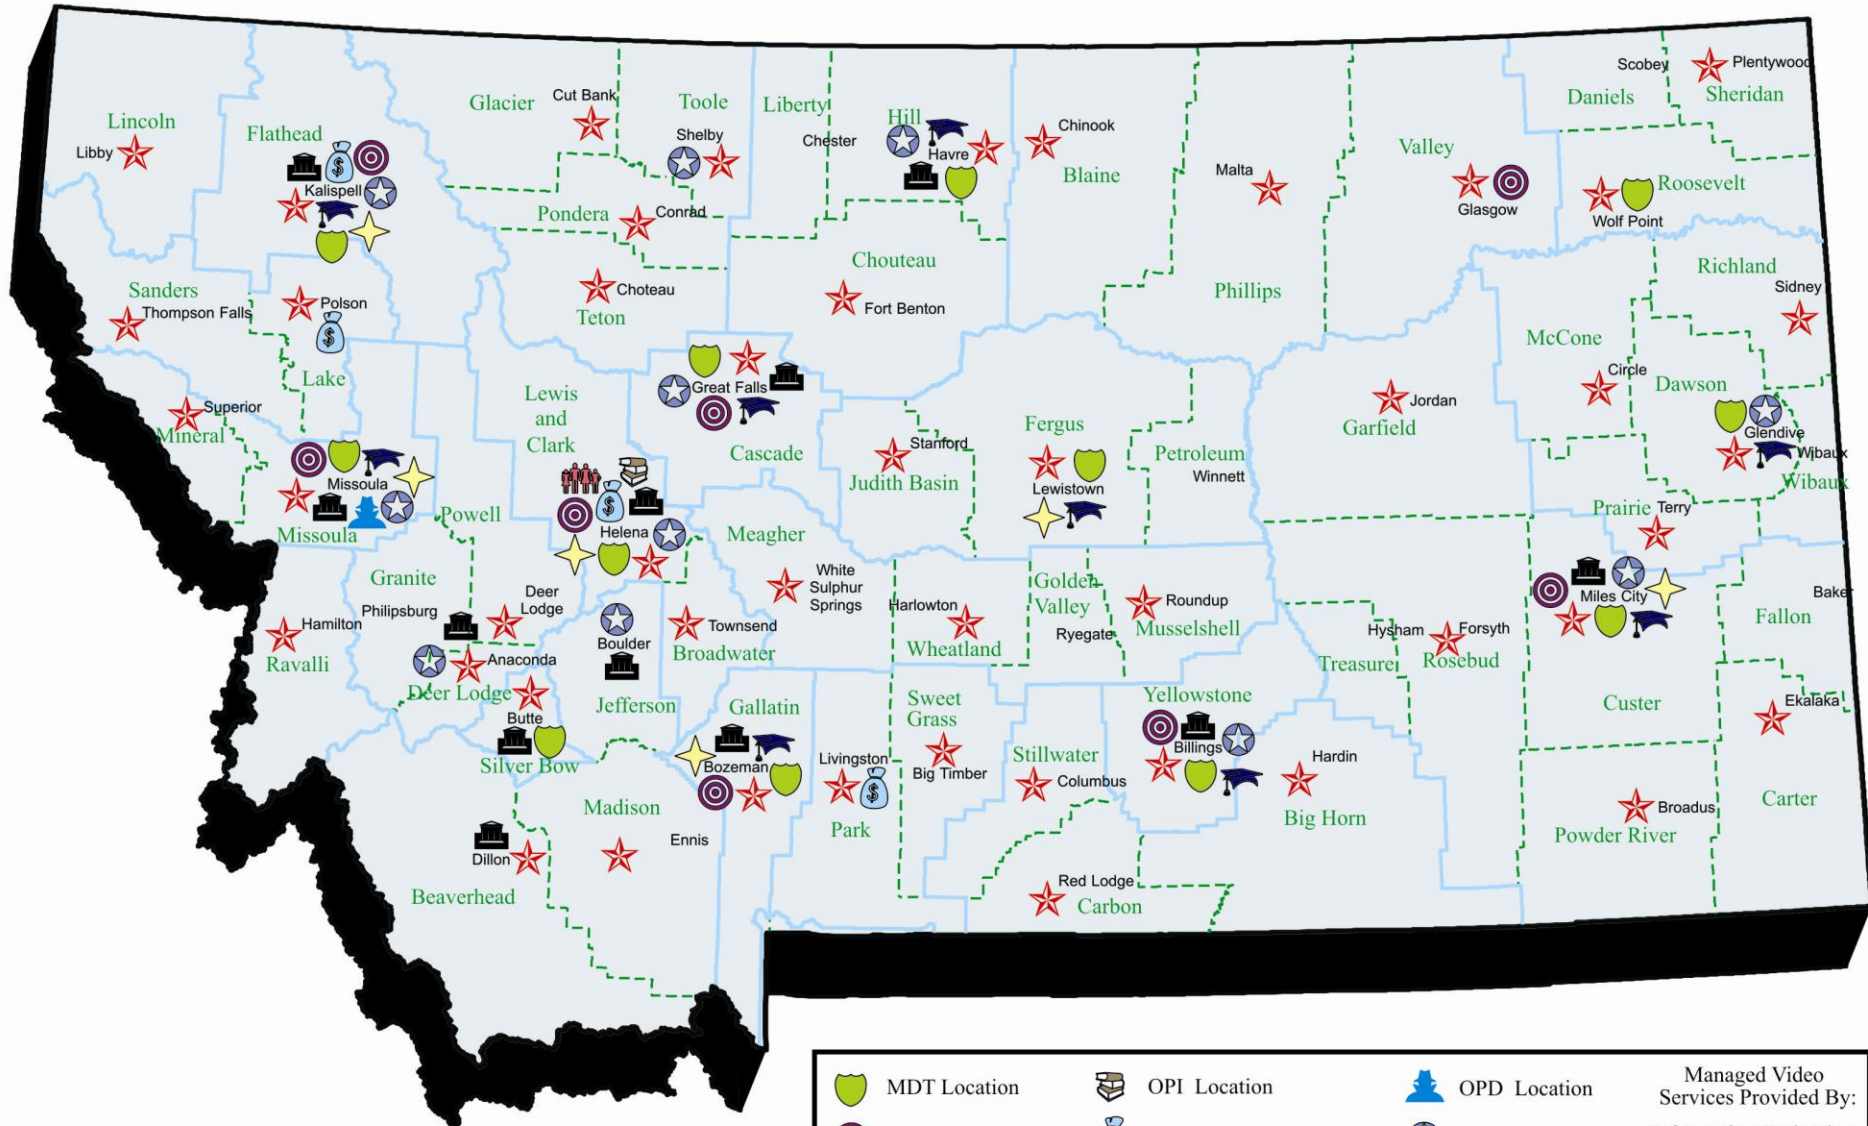 Lincoln
Libby
Flathead
Kalispell
Glacier
Cut Bank
Toole
Shelby
Liberty
Chester
Hill
Havre
Chinook
Blaine
Malta
Phillips
Valley
Glasgow
Scobey
Daniels
Plentywood
Sheridan
Roosevelt
Wolf Point
Pondera
Conrad
Choteau
Teton
Chouteau
Fort Benton
Sanders
Thompson Falls
Polson
Lake
Superior
Mineral
Missoula
Missoula
Lewis
and
Clark
Helena
Great Falls
Cascade
Stanford
Judith Basin
Fergus
Lewistown
Petroleum
Winnett
Jordan
Garfield
McCone
Circle
Richland
Sidney
Dawson
Glendive
Wibaux
Wibaux
Prairie
Terry
Powell
Granite
Philipsburg
Deer
Lodge
Hamilton
Ravalli
Anaconda
Deer Lodge
Butte
Silver Bow
Boulder
Jefferson
Townsend
Broadwater
Meagher
White
Sulphur
Springs
Harlowton
Wheatland
Golden
Valley
Ryegate
Roundup
Musselshell
Hysham
Treasure
Forsyth
Rosebud
Miles City
Custer
Baker
Fallon
Ekalaka
Carter
Broadus
Powder River
Dillon
Beaverhead
Madison
Ennis
Gallatin
Bozeman
Livingston
Park
Sweet
Grass
Big Timber
Stillwater
Columbus
Yellowstone
Billings
Hardin
Big Horn
Red Lodge
Carbon
MDT Location
OPI Location
OPD Location
Managed Video
Services Provided By: